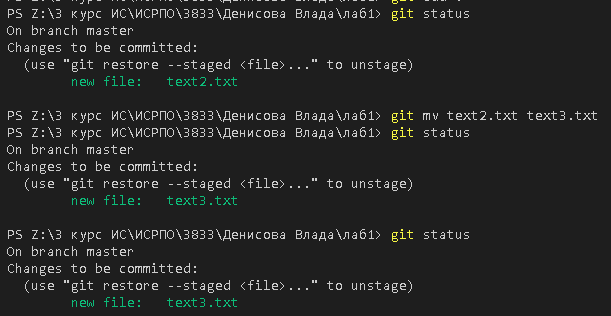 PS Z:\3 курс ИС\ИСРПО\3833\Денисова Влада\лаб1> git status
On branch master
Changes to be committed:
  (use "git restore --staged <file>..." to unstage)
        new file:   text2.txt

PS Z:\3 курс ИС\ИСРПО\3833\Денисова Влада\лаб1> git mv text2.txt text3.txt
PS Z:\3 курс ИС\ИСРПО\3833\Денисова Влада\лаб1> git status
On branch master
Changes to be committed:
  (use "git restore --staged <file>..." to unstage)
        new file:   text3.txt

PS Z:\3 курс ИС\ИСРПО\3833\Денисова Влада\лаб1> git status
On branch master
Changes to be committed:
  (use "git restore --staged <file>..." to unstage)
        new file:   text3.txt